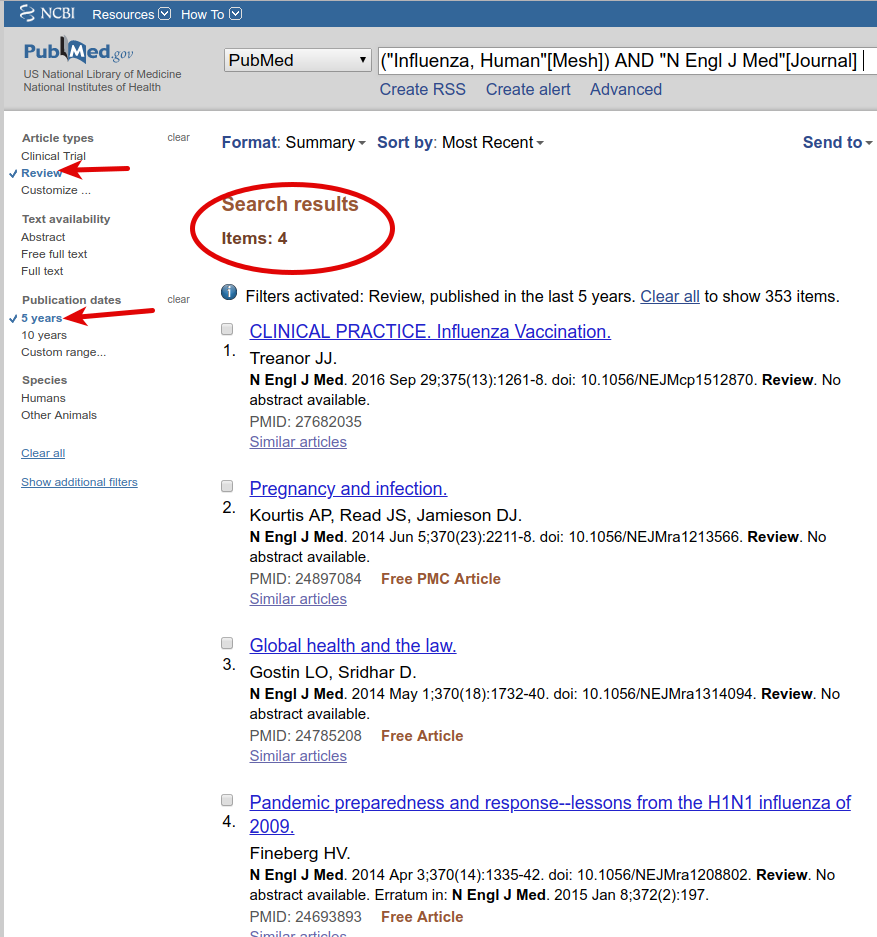 NCBI Resources How To
PubMed.gov
US National Library of Medicine
National Institutes of Health
PubMed
("Influenza, Human"[Mesh]) AND "N Engl J Med"[Journal]
Create RSS Create alert Advanced
Article types clear
Clinical Trial
Review
Customize ...
Text availability
Abstract
Free full text
Full text
Publication dates clear
5 years
10 years
Custom range...
Species
Humans
Other Animals
Clear all
Show additional filters
Format: Summary Sort by: Most Recent Send to
Search results
Items: 4
Filters activated: Review, published in the last 5 years. Clear all to show 353 items.
CLINICAL PRACTICE. Influenza Vaccination.
1.
Treanor JJ.
N Engl J Med. 2016 Sep 29;375(13):1261-8. doi: 10.1056/NEJMcp1512870. Review. No
abstract available.
PMID: 27682035
Similar articles
Pregnancy and infection.
2.
Kourtis AP, Read JS, Jamieson DJ.
N Engl J Med. 2014 Jun 5;370(23):2211-8. doi: 10.1056/NEJMra1213566. Review. No
abstract available.
PMID: 24897084 Free PMC Article
Similar articles
Global health and the law.
3.
Gostin LO, Sridhar D.
N Engl J Med. 2014 May 1;370(18):1732-40. doi: 10.1056/NEJMra1314094. Review. No
abstract available.
PMID: 24785208 Free Article
Similar articles
Pandemic preparedness and response--lessons from the H1N1 influenza of
4.
2009.
Fineberg HV.
N Engl J Med. 2014 Apr 3;370(14):1335-42. doi: 10.1056/NEJMra1208802. Review. No
abstract available. Erratum in: N Engl J Med. 2015 Jan 8;372(2):197.
PMID: 24693893 Free Article
Similar articles